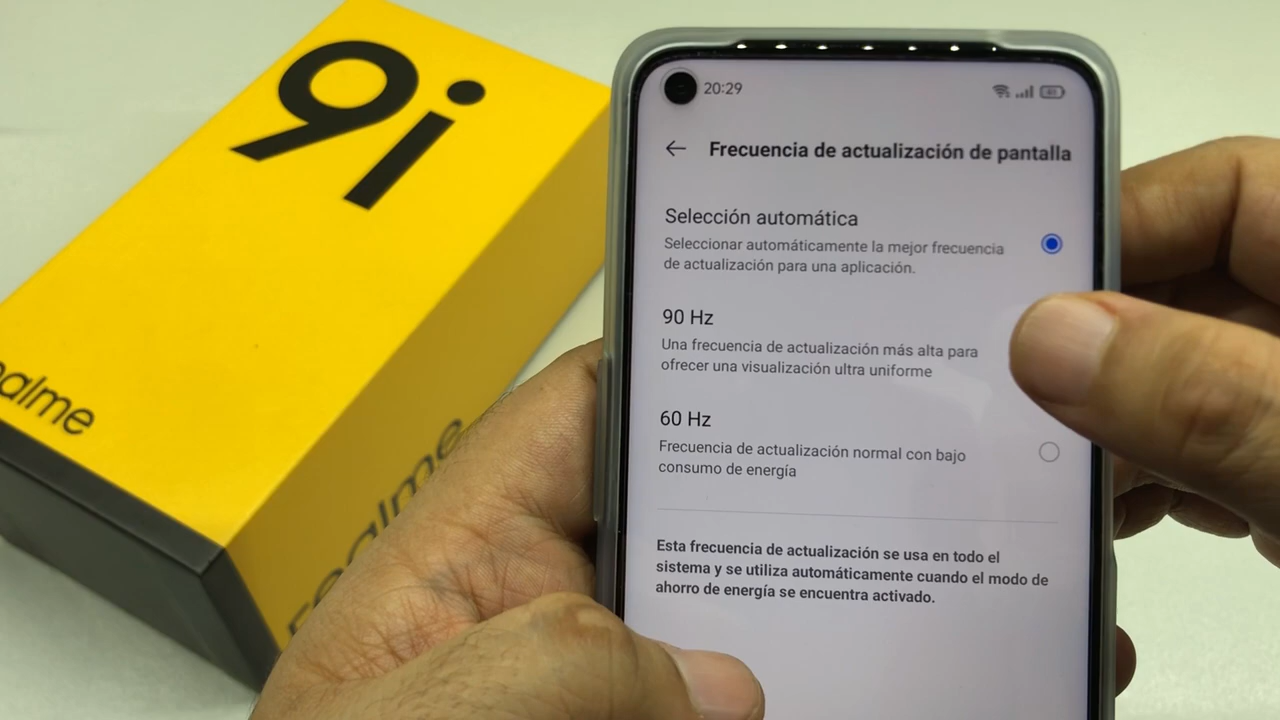 9i
realme
realme
20:29
Frecuencia de actualización de pantalla
Selección automática
Seleccionar automáticamente la mejor frecuencia
de actualización para una aplicación.
90 Hz
Una frecuencia de actualización más alta para
ofrecer una visualización ultra uniforme
60 Hz
Frecuencia de actualización normal con bajo
consumo de energía
Esta frecuencia de actualización se usa en todo el
sistema y se utiliza automáticamente cuando el modo de
ahorro de energía se encuentra activado.